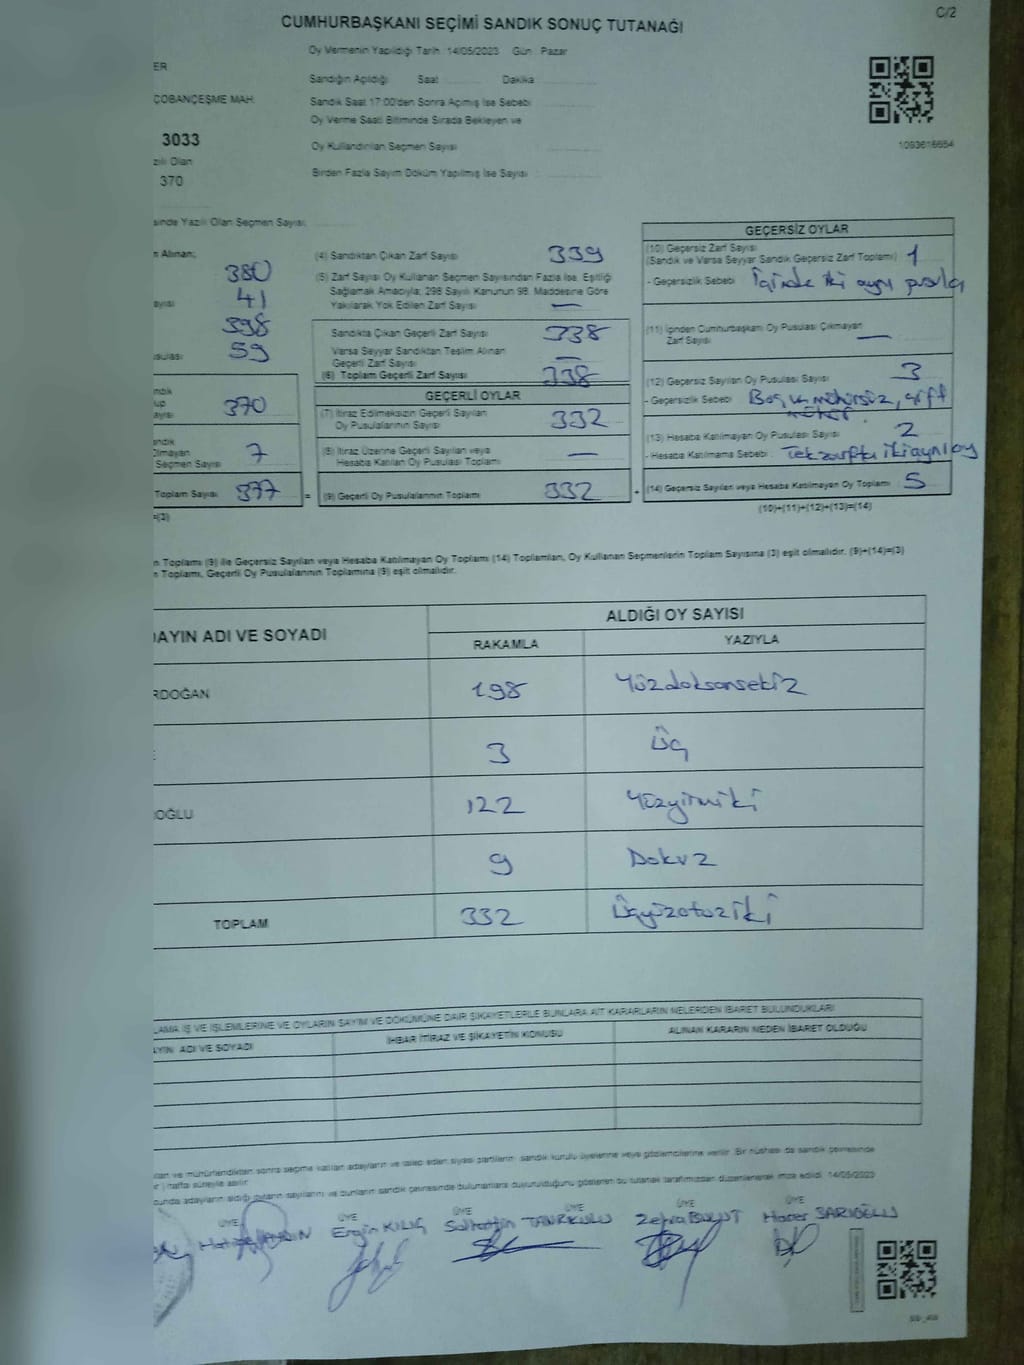 C/2
CUMHURBAŞKANI SEÇİMİ SANDIK SONUÇ TUTANAĞI
Oy Vermenin Yapıldığı Tarih : 14/05/2023 Gün : Pazar
ER
Sandığın Açıldığı Saat Dakika
ÇOBANÇEŞME MAH.
Sandık Saat 17:00'den Sonra Açılmış İse Sebebi
Oy Verme Saati Bitiminde Sırada Bekleyen ve
3033
Oy Kullandırılan Seçmen Sayısı
1093616654
zılı Olan
370
Birden Fazla Sayım Döküm Yapılmış İse Sayısı :
sinde Yazılı Olan Seçmen Sayısı
GEÇERSİZ OYLAR
n Alınan;
380
41
ayısı
398
sulası
59
ndık
up
ayısı
370
andık
Olmayan
Seçmen Sayısı
7
Toplam Sayısı 377 =
=(3)
(4) Sandıktan Çıkan Zarf Sayısı 339
(5) Zarf Sayısı Oy Kullanan Seçmen Sayısından Fazla İse, Eşitliği
Sağlamak Amacıyla; 298 Sayılı Kanunun 98. Maddesine Göre
Yakılarak Yok Edilen Zarf Sayısı —
Sandıkta Çıkan Geçerli Zarf Sayısı 338
Varsa Seyyar Sandıktan Teslim Alınan
Geçerli Zarf Sayısı —
(6) Toplam Geçerli Zarf Sayısı 338
GEÇERLİ OYLAR
(7) İtiraz Edilmeksizin Geçerli Sayılan
Oy Pusulalarının Sayısı 332
(8) İtiraz Üzerine Geçerli Sayılan veya
Hesaba Katılan Oy Pusulası Toplamı —
(9) Geçerli Oy Pusulalarının Toplamı 332 +
(10) Geçersiz Zarf Sayısı
(Sandık ve Varsa Seyyar Sandık Geçersiz Zarf Toplamı) 1
- Geçersizlik Sebebi : İçinde iki aynı pusula
(11) İçinden Cumhurbaşkanı Oy Pusulası Çıkmayan
Zarf Sayısı —
(12) Geçersiz Sayılan Oy Pusulası Sayısı 3
- Geçersizlik Sebebi : Boş ve mühürsüz, çift
(13) Hesaba Katılmayan Oy Pusulası Sayısı 2
- Hesaba Katılmama Sebebi : Tek zarfta iki aynı oy
(14) Geçersiz Sayılan veya Hesaba Katılmayan Oy Toplamı : 5
(10)+(11)+(12)+(13)=(14)
n Toplamı (9) ile Geçersiz Sayılan veya Hesaba Katılmayan Oy Toplamı (14) Toplamları, Oy Kullanan Seçmenlerin Toplam Sayısına (3) eşit olmalıdır. (9)+(14)=(3)
n Toplamı, Geçerli Oy Pusulalarının Toplamına (9) eşit olmalıdır.
AYIN ADI VE SOYADI
ALDIĞI OY SAYISI
RAKAMLA YAZIYLA
RDOĞAN 198 Yüzdoksansekiz
3 Üç
OĞLU 122 Yüzyirmiiki
9 Dokuz
TOPLAM 332 Üçyüzotuziki
LAMA İŞ VE İŞLEMLERİNE VE OYLARIN SAYIM VE DÖKÜMÜNE DAİR ŞİKAYETLERLE BUNLARA AİT KARARLARIN NELERDEN İBARET BULUNDUKLARI
AYIN ADI VE SOYADI İHBAR İTİRAZ VE ŞİKAYETİN KONUSU ALINAN KARARIN NEDEN İBARET OLDUĞU
ları ve mühürlendikten sonra seçime katılan adayların ve talep eden siyasi partilerin sandık kurulu üyelerine veya gözlemcilerine verilir. Bir nüshası da sandık çevresinde
hafta süreyle asılır.
cunda adayların aldığı oyların sayılarını ve bunların sandık çevresinde bulunanlara duyurulduğunu gösteren bu tutanak tarafımızdan düzenlenerek imza edildi. 14/05/2023
ÜYE ÜYE ÜYE ÜYE ÜYE ÜYE
Ergün KILIÇ
TANRIKULU
Zehra BULUT
Hacer SARIOĞLU